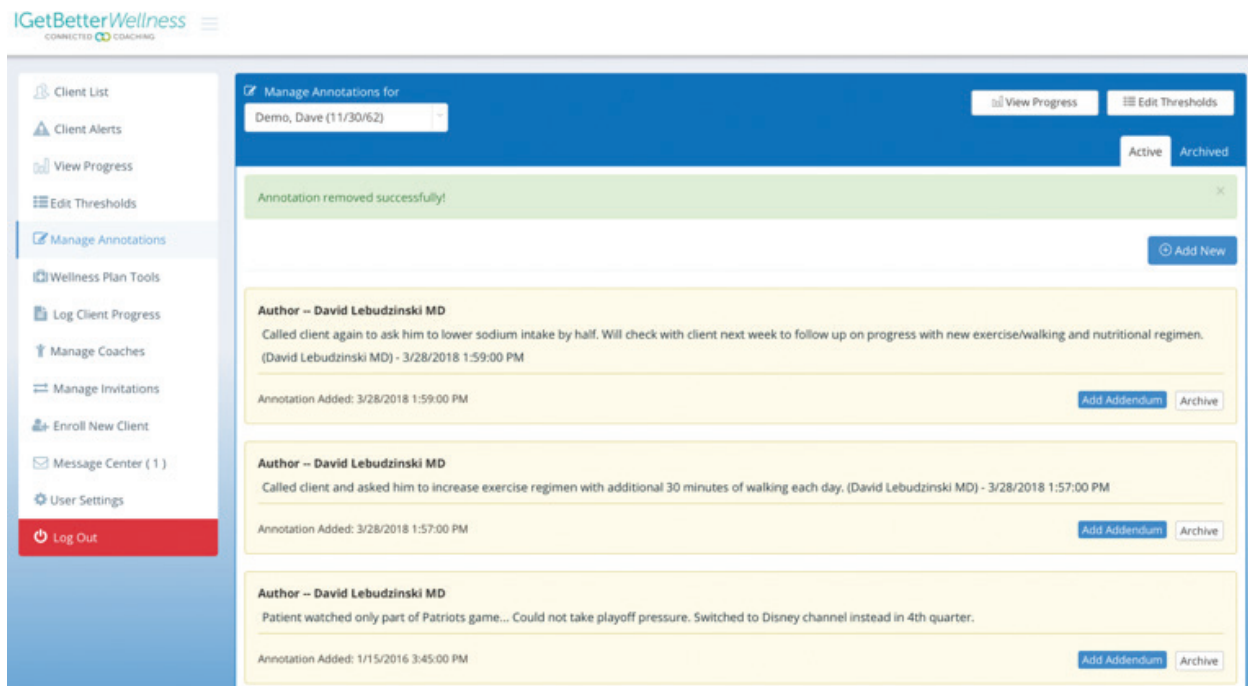 IGetBetterWellness
CONNECTED COACHING
Client List
Client Alerts
View Progress
Edit Thresholds
Manage Annotations
Wellness Plan Tools
Log Client Progress
Manage Coaches
Manage Invitations
Enroll New Client
Message Center ( 1 )
User Settings
Log Out
Manage Annotations for
Demo, Dave (11/30/62)
View Progress
Edit Thresholds
Active
Archived
Annotation removed successfully!
×
Add New
Author -- David Lebudzinski MD
Called client again to ask him to lower sodium intake by half. Will check with client next week to follow up on progress with new exercise/walking and nutritional regimen.
(David Lebudzinski MD) - 3/28/2018 1:59:00 PM
Annotation Added: 3/28/2018 1:59:00 PM
Add Addendum
Archive
Author -- David Lebudzinski MD
Called client and asked him to increase exercise regimen with additional 30 minutes of walking each day. (David Lebudzinski MD) - 3/28/2018 1:57:00 PM
Annotation Added: 3/28/2018 1:57:00 PM
Add Addendum
Archive
Author -- David Lebudzinski MD
Patient watched only part of Patriots game... Could not take playoff pressure. Switched to Disney channel instead in 4th quarter.
Annotation Added: 1/15/2016 3:45:00 PM
Add Addendum
Archive